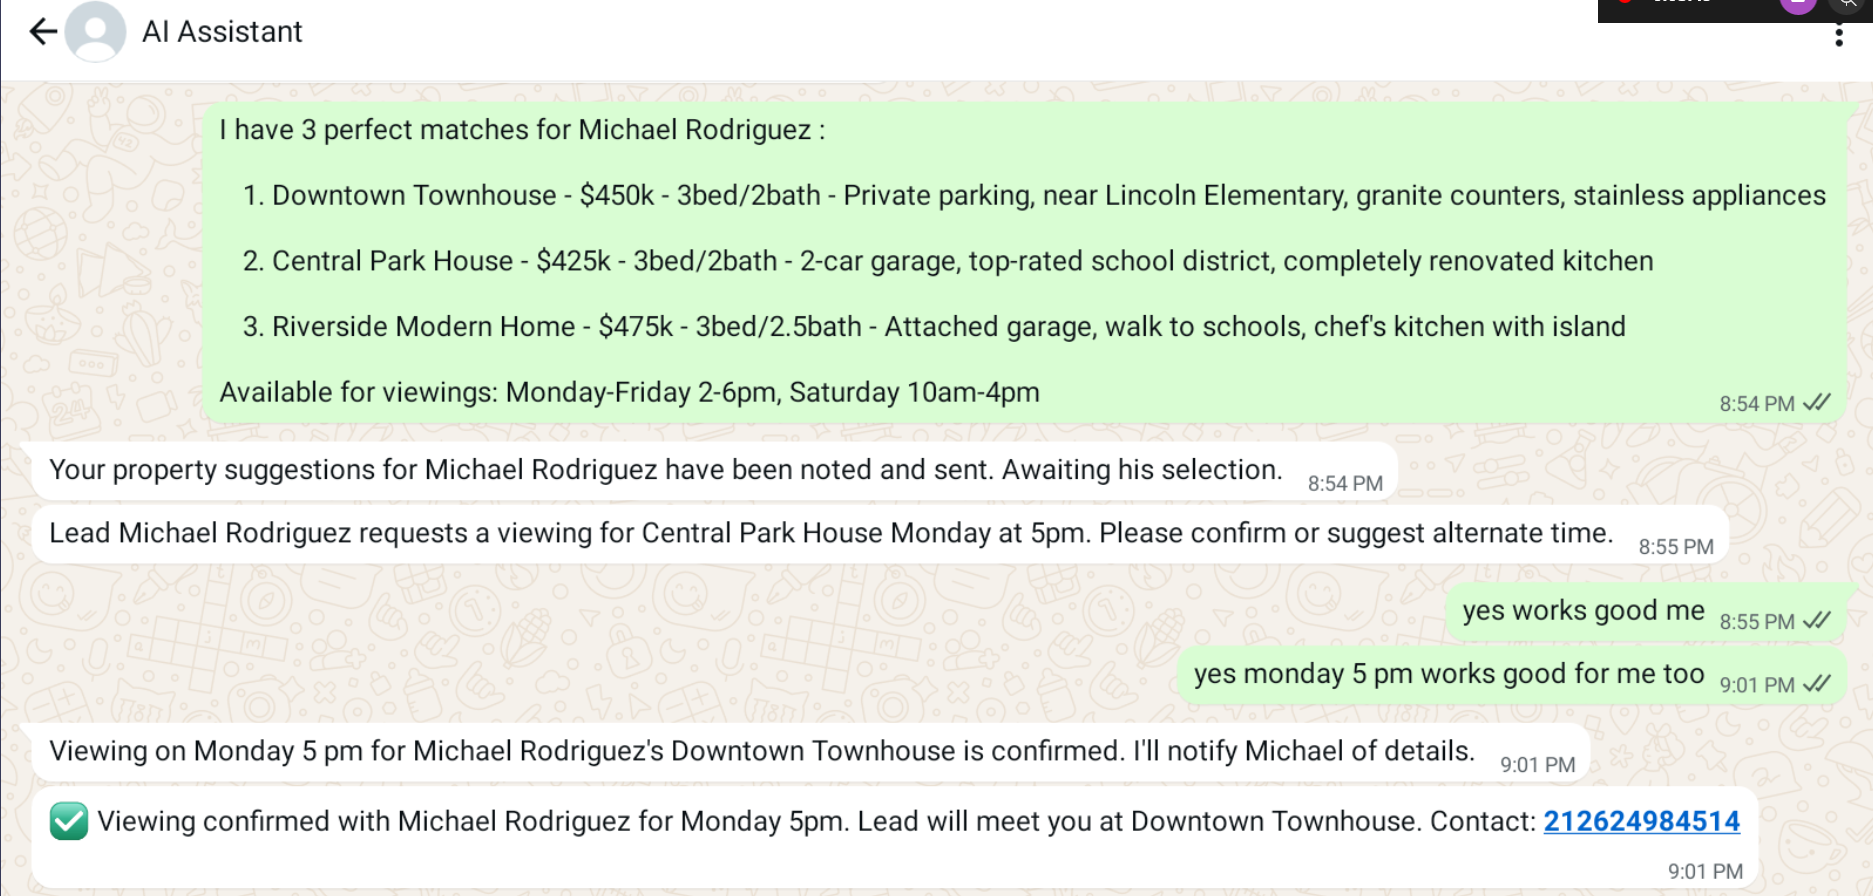 AI Assistant
I have 3 perfect matches for Michael Rodriguez :
1. Downtown Townhouse - $450k - 3bed/2bath - Private parking, near Lincoln Elementary, granite counters, stainless appliances
2. Central Park House - $425k - 3bed/2bath - 2-car garage, top-rated school district, completely renovated kitchen
3. Riverside Modern Home - $475k - 3bed/2.5bath - Attached garage, walk to schools, chef's kitchen with island
Available for viewings: Monday-Friday 2-6pm, Saturday 10am-4pm
8:54 PM
Your property suggestions for Michael Rodriguez have been noted and sent. Awaiting his selection.
8:54 PM
Lead Michael Rodriguez requests a viewing for Central Park House Monday at 5pm. Please confirm or suggest alternate time.
8:55 PM
yes works good me
8:55 PM
yes monday 5 pm works good for me too
9:01 PM
Viewing on Monday 5 pm for Michael Rodriguez's Downtown Townhouse is confirmed. I'll notify Michael of details.
9:01 PM
✅ Viewing confirmed with Michael Rodriguez for Monday 5pm. Lead will meet you at Downtown Townhouse. Contact: 212624984514
9:01 PM